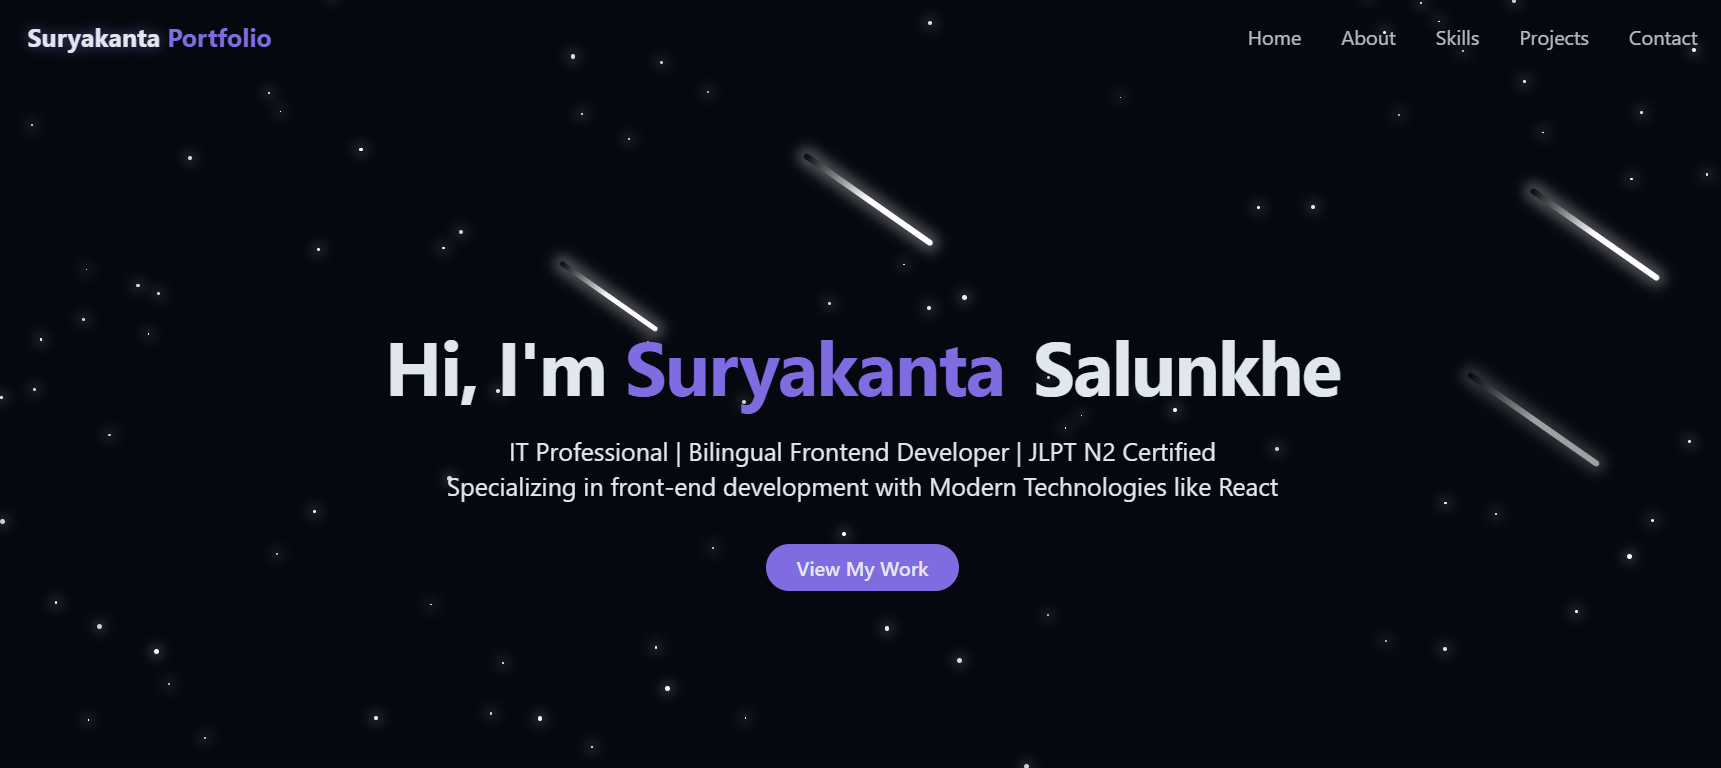 Suryakanta Portfolio
Home About Skills Projects Contact
Hi, I'm Suryakanta Salunkhe
IT Professional | Bilingual Frontend Developer | JLPT N2 Certified
Specializing in front-end development with Modern Technologies like React
View My Work